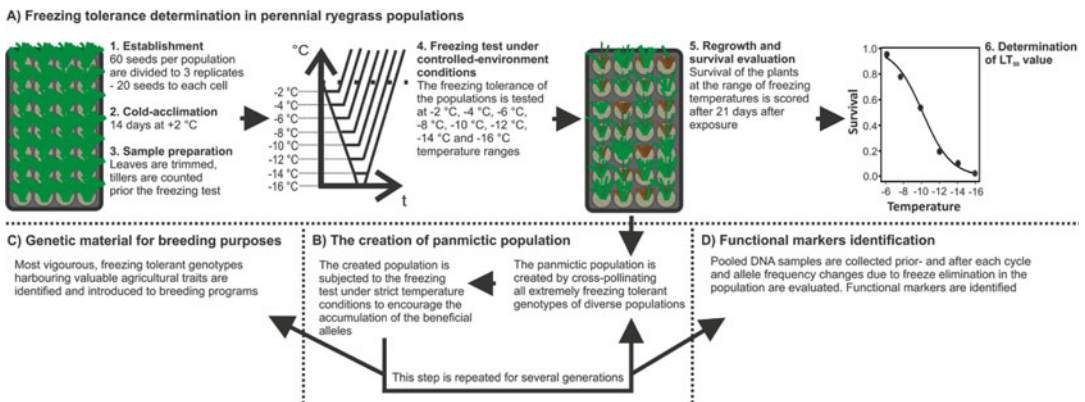 A) Freezing tolerance determination in perennial ryegrass populations
1. Establishment
60 seeds per population
are divided to 3 replicates
- 20 seeds to each cell
2. Cold-acclimation
14 days at +2 °C
3. Sample preparation
Leaves are trimmed,
tillers are counted
prior the freezing test
°C
-2 °C
-4 °C
-6 °C
-8 °C
-10 °C
-12 °C
-14 °C
-16 °C
t
4. Freezing test under
controlled-environment
conditions
The freezing tolerance of
the populations is tested
at -2 °C, -4 °C, -6 °C,
-8 °C, -10 °C, -12 °C,
-14 °C and -16 °C
temperature ranges
5. Regrowth and
survival evaluation
Survival of the plants
at the range of freezing
temperatures is scored
after 21 days after
exposure
6. Determination
of LT₅₀ value
Survival
1.0
0.8
0.6
0.4
0.2
0.0
-6 -8 -10 -12 -14 -16
Temperature
C) Genetic material for breeding purposes
Most vigourous, freezing tolerant genotypes
harbouring valuable agricultural traits are
identified and introduced to breeding programs
B) The creation of panmictic population
The created population is
subjected to the freezing
test under strict temperature
conditions to encourage the
accumulation of the beneficial
alleles
The panmictic population is
created by cross-pollinating
all extremely freezing tolerant
genotypes of diverse populations
This step is repeated for several generations
D) Functional markers identification
Pooled DNA samples are collected prior- and after each cycle
and allele frequency changes due to freeze elimination in the
population are evaluated. Functional markers are identified